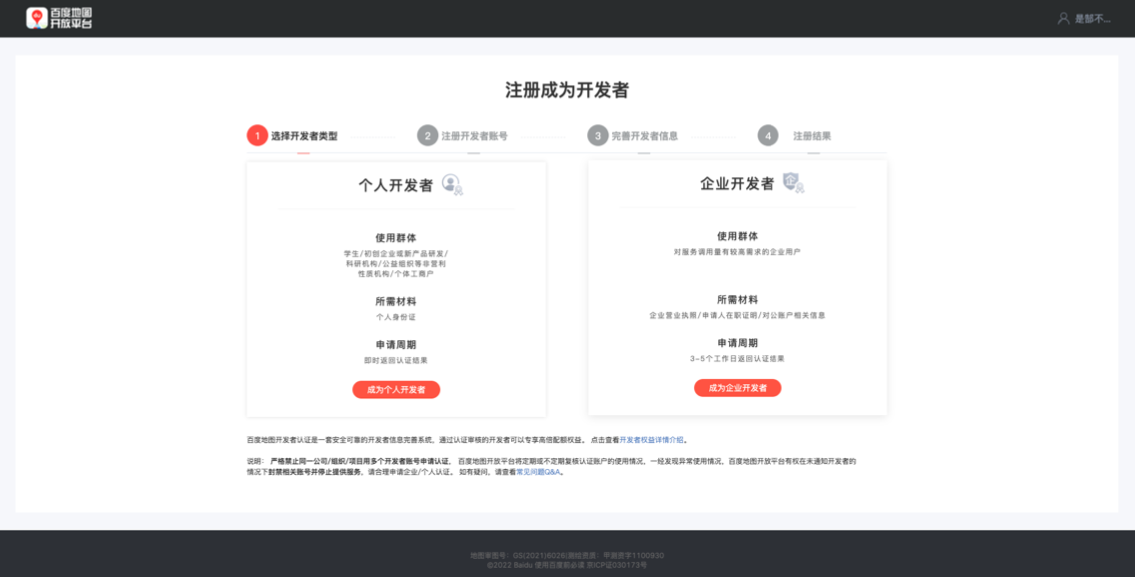 百度地图
开放平台
是郜不...
注册成为开发者
1 选择开发者类型
2 注册开发者账号
3 完善开发者信息
4 注册结果
个人开发者
使用群体
学生/初创企业或新产品研发/
科研机构/公益组织等非营利
性质机构/个体工商户
所需材料
个人身份证
申请周期
即时返回认证结果
成为个人开发者
企业开发者
使用群体
对服务调用量有较高需求的企业用户
所需材料
企业营业执照/申请人在职证明/对公账户相关信息
申请周期
3-5个工作日返回认证结果
成为企业开发者
百度地图开发者认证是一套安全可靠的开发者信息完善系统，通过认证审核的开发者可以专享高倍配额权益。 点击查看开发者权益详情介绍。
说明： 严格禁止同一公司/组织/项目用多个开发者账号申请认证， 百度地图开放平台将定期或不定期复核认证账户的使用情况，一经发现异常使用情况，百度地图开放平台有权在未通知开发者的
情况下封禁相关账号并停止提供服务，请合理申请企业/个人认证。 如有疑问，请查看常见问题Q&A。
地图审图号：GS(2021)6026|测绘资质：甲测资字1100930
©2022 Baidu 使用百度前必读 京ICP证030173号